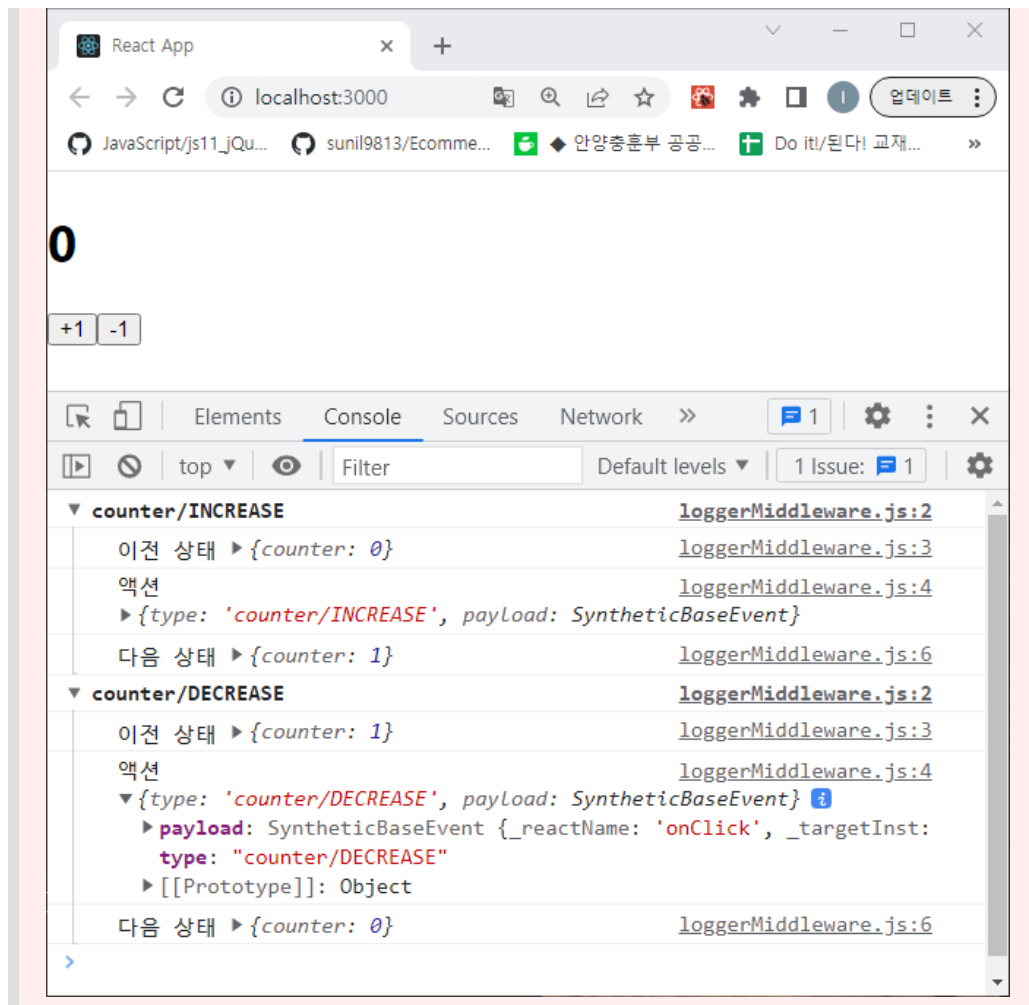 React App
localhost:3000
업데이트
JavaScript/js11_jQu... sunil9813/Ecomme... ◆ 안양충훈부 공공... Do it!/된다! 교재... »
0
+1 -1
Elements Console Sources Network » 1
top ▼ Filter Default levels ▼ 1 Issue: 1
▼ counter/INCREASE loggerMiddleware.js:2
이전 상태 ▶ {counter: 0} loggerMiddleware.js:3
액션 loggerMiddleware.js:4
▶ {type: 'counter/INCREASE', payload: SyntheticBaseEvent}
다음 상태 ▶ {counter: 1} loggerMiddleware.js:6
▼ counter/DECREASE loggerMiddleware.js:2
이전 상태 ▶ {counter: 1} loggerMiddleware.js:3
액션 loggerMiddleware.js:4
▼ {type: 'counter/DECREASE', payload: SyntheticBaseEvent} i
▶ payload: SyntheticBaseEvent {_reactName: 'onClick', _targetInst:
type: "counter/DECREASE"
▶ [[Prototype]]: Object
다음 상태 ▶ {counter: 0} loggerMiddleware.js:6
>